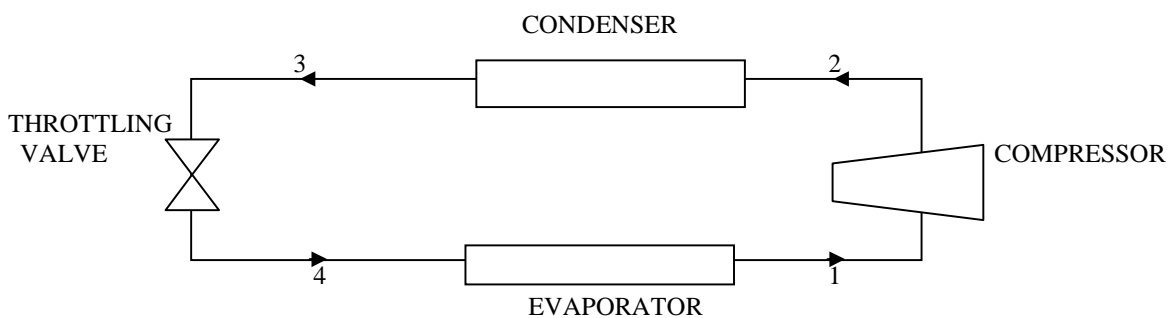 CONDENSER
3
2
THROTTLING
VALVE
COMPRESSOR
4
1
EVAPORATOR